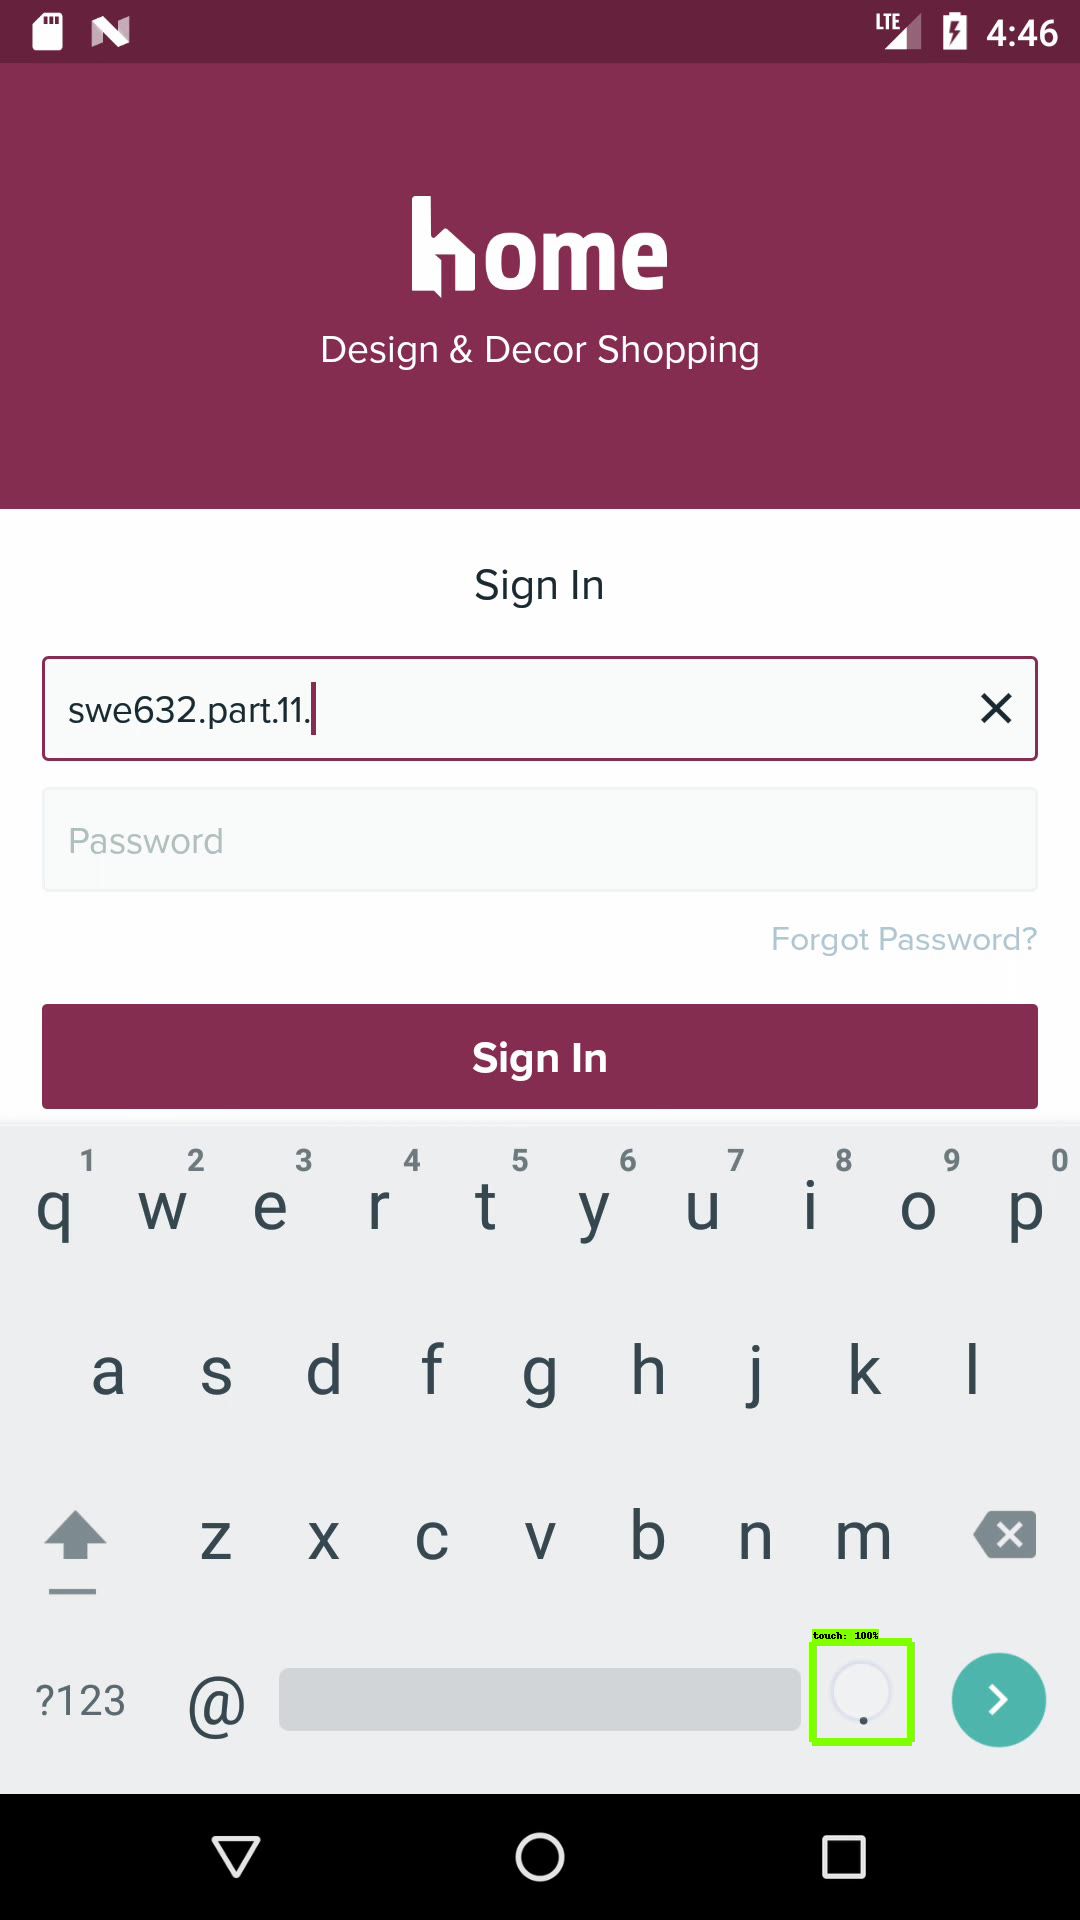 LTE 4:46
home
Design & Decor Shopping
Sign In
swe632.part.11.
Password
Forgot Password?
Sign In
1 2 3 4 5 6 7 8 9 0
q w e r t y u i o p
a s d f g h j k l
z x c v b n m
touch: 100%
?123 @ .